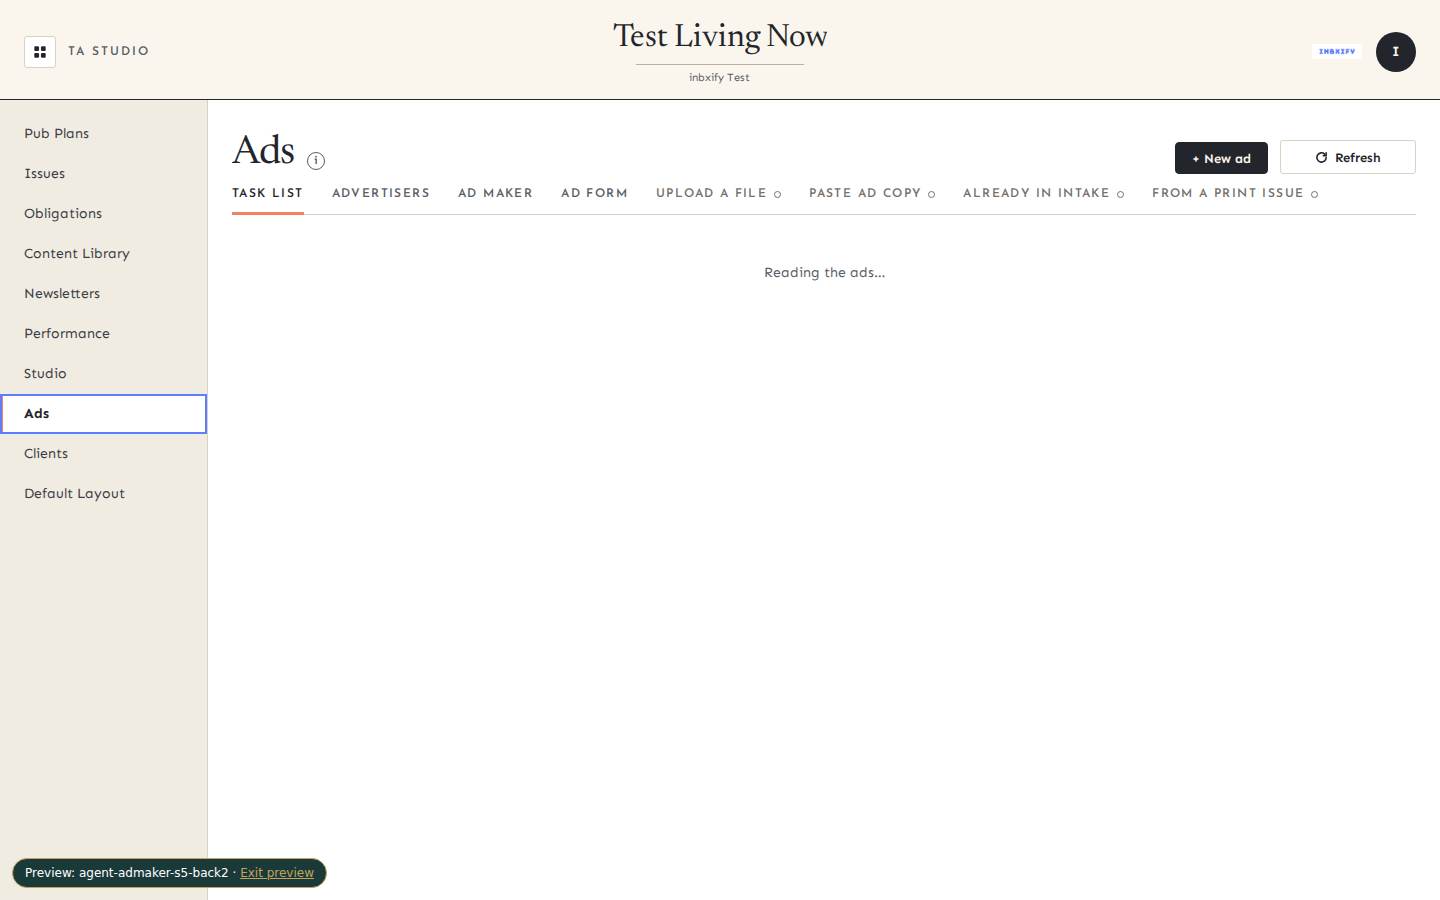 TA STUDIO
Test Living Now
inbxify Test
INBXIFY
I
Pub Plans
Issues
Obligations
Content Library
Newsletters
Performance
Studio
Ads
Clients
Default Layout
Ads
i
+ New ad
Refresh
TASK LIST
ADVERTISERS
AD MAKER
AD FORM
UPLOAD A FILE
PASTE AD COPY
ALREADY IN INTAKE
FROM A PRINT ISSUE
Reading the ads...
Preview: agent-admaker-s5-back2 · Exit preview